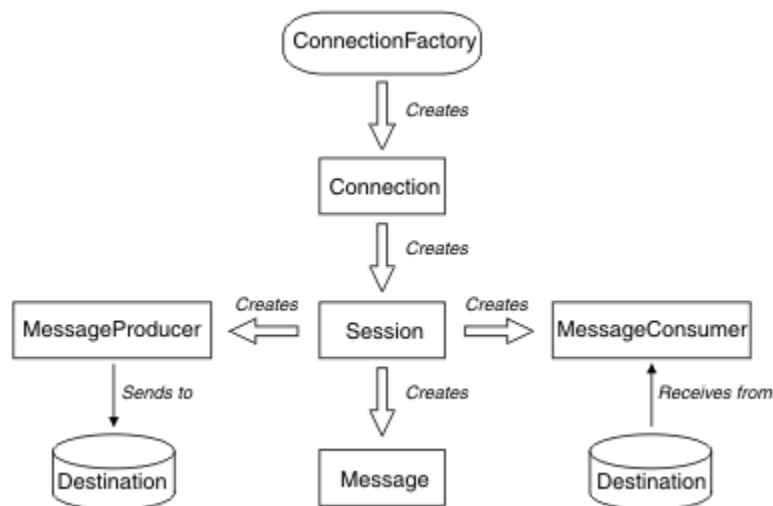 ConnectionFactory
Creates
Connection
Creates
Creates
Creates
MessageProducer
Session
MessageConsumer
Sends to
Creates
Receives from
Destination
Message
Destination